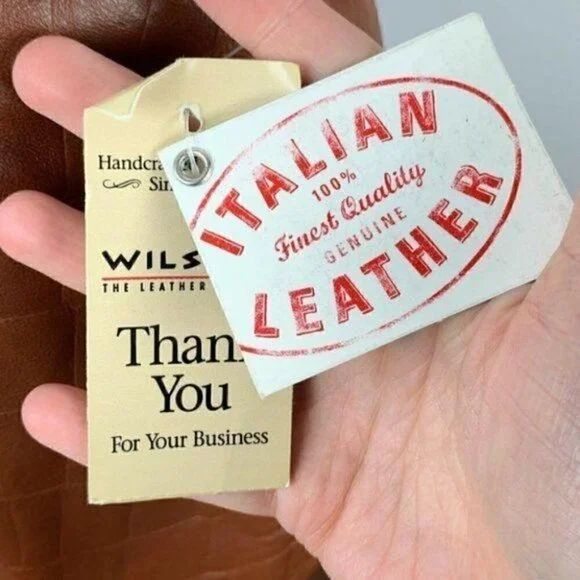 Handcra
Sin
WILS
THE LEATHER
Than
You
For Your Business
ITALIAN
100%
Finest Quality
GENUINE
LEATHER